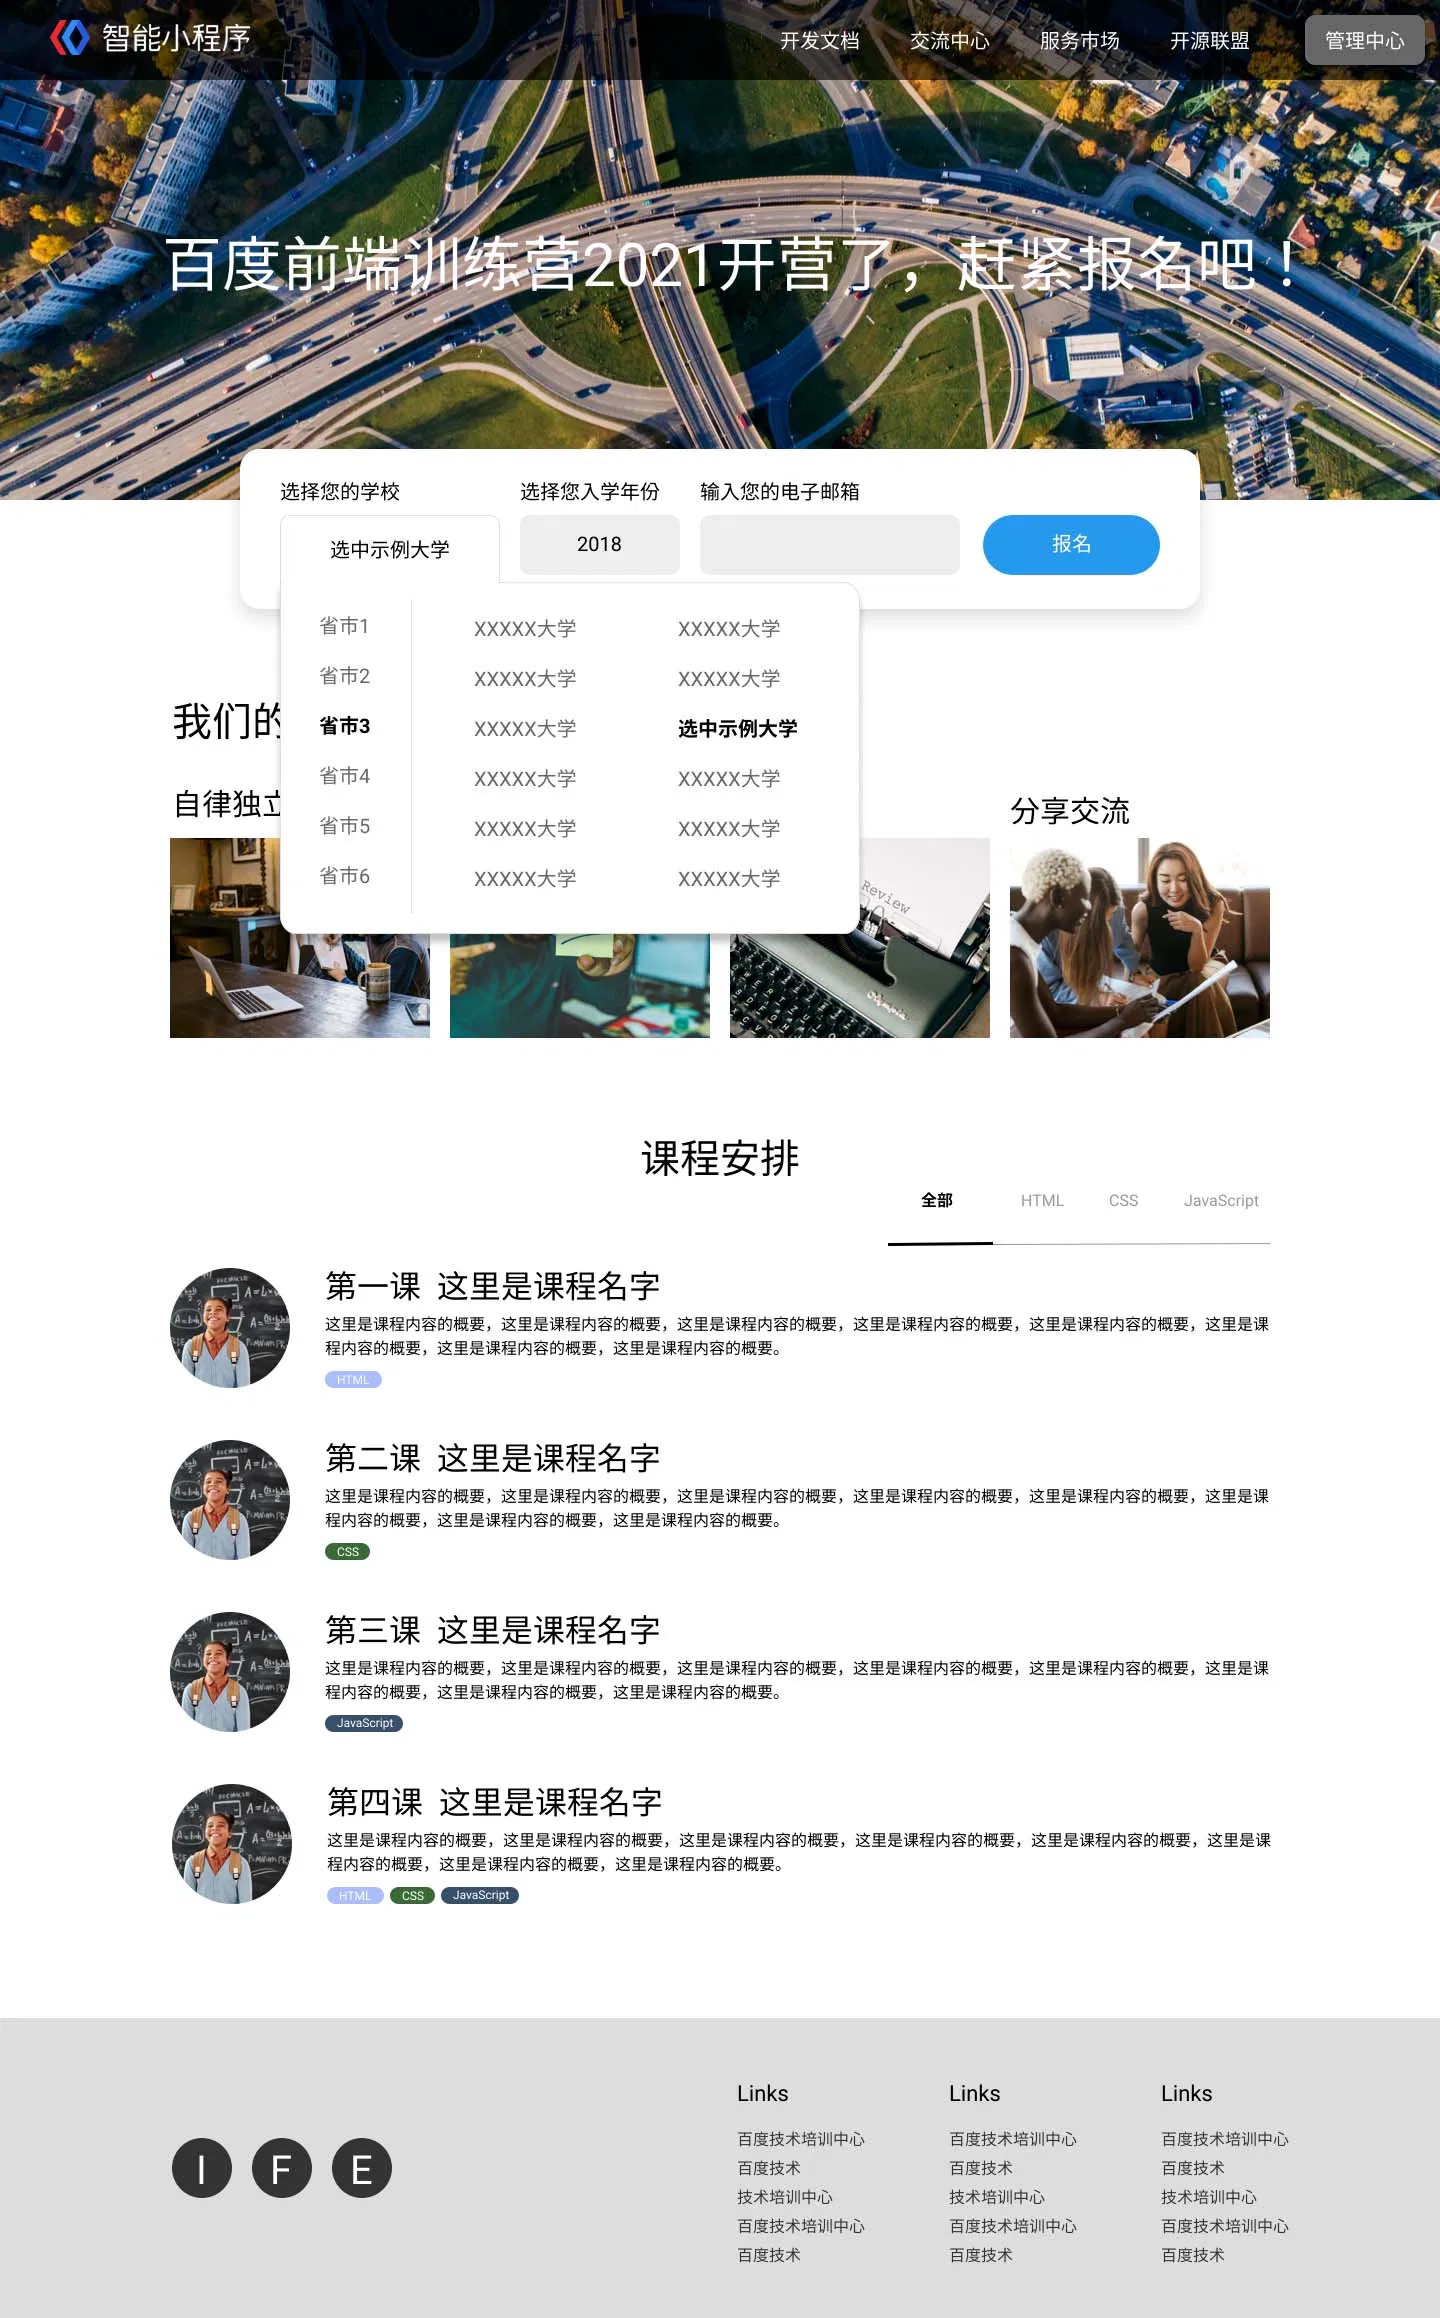 智能小程序
开发文档 交流中心 服务市场 开源联盟 管理中心
百度前端训练营2021开营了，赶紧报名吧！
选择您的学校 选择您入学年份 输入您的电子邮箱
选中示例大学 2018 报名
省市1 XXXXX大学 XXXXX大学
省市2 XXXXX大学 XXXXX大学
省市3 XXXXX大学 选中示例大学
省市4 XXXXX大学 XXXXX大学
省市5 XXXXX大学 XXXXX大学
省市6 XXXXX大学 XXXXX大学
我们的
自律独立
分享交流
Review
Olympia
课程安排
全部 HTML CSS JavaScript
第一课 这里是课程名字
这里是课程内容的概要，这里是课程内容的概要，这里是课程内容的概要，这里是课程内容的概要，这里是课程内容的概要，这里是课
程内容的概要，这里是课程内容的概要，这里是课程内容的概要。
HTML
第二课 这里是课程名字
这里是课程内容的概要，这里是课程内容的概要，这里是课程内容的概要，这里是课程内容的概要，这里是课程内容的概要，这里是课
程内容的概要，这里是课程内容的概要，这里是课程内容的概要。
CSS
第三课 这里是课程名字
这里是课程内容的概要，这里是课程内容的概要，这里是课程内容的概要，这里是课程内容的概要，这里是课程内容的概要，这里是课
程内容的概要，这里是课程内容的概要，这里是课程内容的概要。
JavaScript
第四课 这里是课程名字
这里是课程内容的概要，这里是课程内容的概要，这里是课程内容的概要，这里是课程内容的概要，这里是课程内容的概要，这里是课
程内容的概要，这里是课程内容的概要，这里是课程内容的概要。
HTML CSS JavaScript
I F E
Links
百度技术培训中心
百度技术
技术培训中心
百度技术培训中心
百度技术
Links
百度技术培训中心
百度技术
技术培训中心
百度技术培训中心
百度技术
Links
百度技术培训中心
百度技术
技术培训中心
百度技术培训中心
百度技术